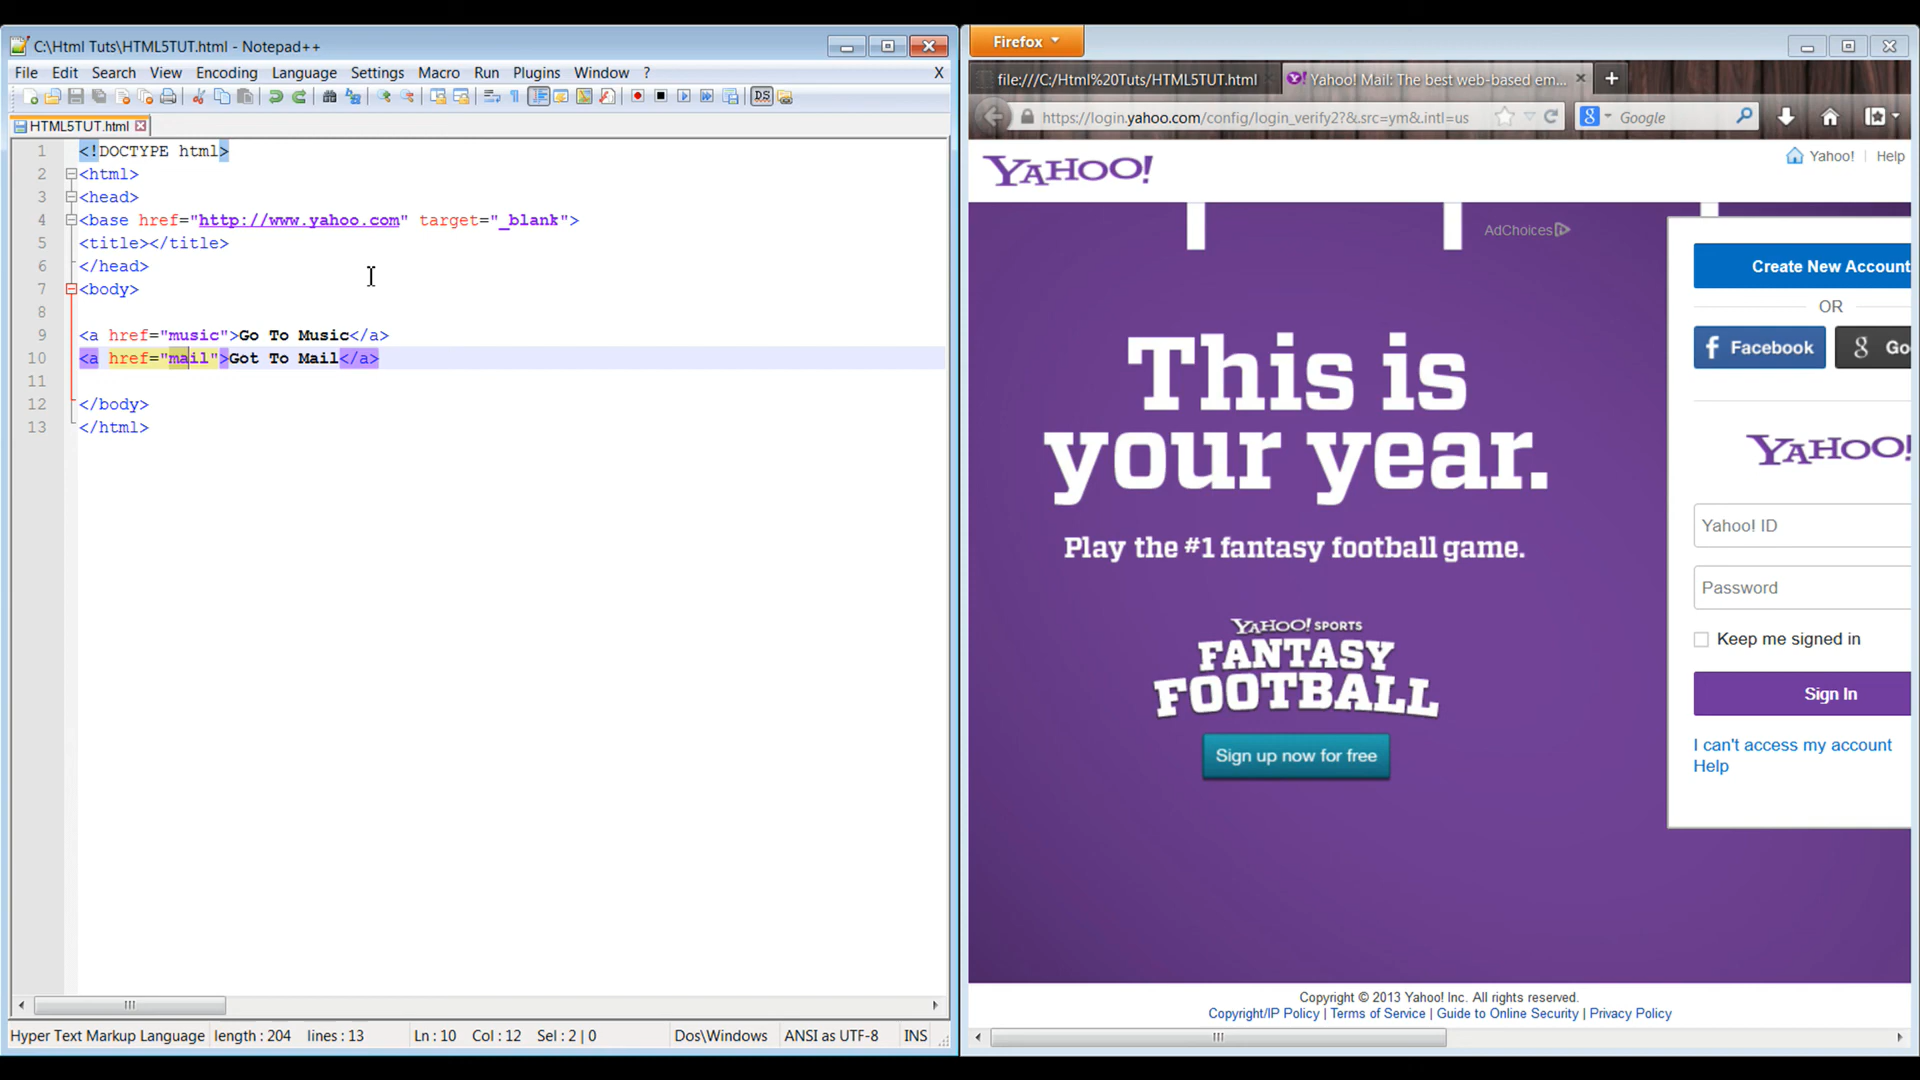 C:\Html Tuts\HTML5TUT.html - Notepad++
File Edit Search View Encoding Language Settings Macro Run Plugins Window ? X
HTML5TUT.html
1 <!DOCTYPE html>
2 <html>
3 <head>
4 <base href="http://www.yahoo.com" target="_blank">
5 <title></title>
6 </head>
7 <body>
8
9 <a href="music">Go To Music</a>
10 <a href="mail">Got To Mail</a>
11
12 </body>
13 </html>
Hyper Text Markup Language length : 204 lines : 13 Ln : 10 Col : 12 Sel : 2 | 0 Dos\Windows ANSI as UTF-8 INS
Firefox
file:///C:/Html%20Tuts/HTML5TUT.html
Yahoo! Mail: The best web-based em...
https://login.yahoo.com/config/login_verify2?&.src=ym&.intl=us
Google
YAHOO!
Yahoo! | Help
AdChoices
This is
your year.
Play the #1 fantasy football game.
YAHOO! SPORTS
FANTASY
FOOTBALL
Sign up now for free
Create New Account
OR
Facebook
Go
YAHOO!
Yahoo! ID
Password
Keep me signed in
Sign In
I can't access my account
Help
Copyright © 2013 Yahoo! Inc. All rights reserved.
Copyright/IP Policy | Terms of Service | Guide to Online Security | Privacy Policy